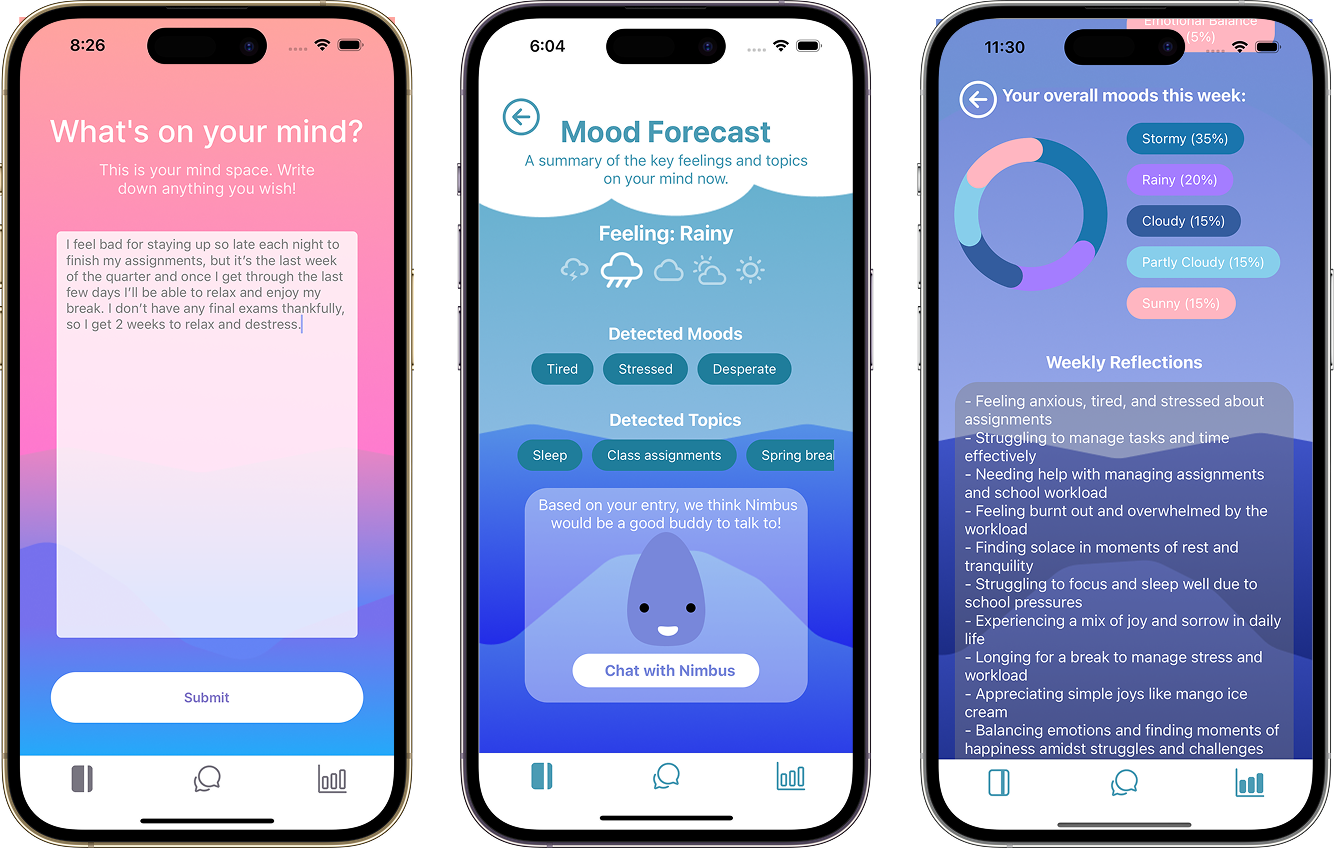 8:26
What's on your mind?
This is your mind space. Write
down anything you wish!
I feel bad for staying up so late each night to
finish my assignments, but it's the last week
of the quarter and once I get through the last
few days I'll be able to relax and enjoy my
break. I don't have any final exams thankfully,
so I get 2 weeks to relax and destress.
Submit
6:04
Mood Forecast
A summary of the key feelings and topics
on your mind now.
Feeling: Rainy
Detected Moods
Tired Stressed Desperate
Detected Topics
Sleep Class assignments Spring brea
Based on your entry, we think Nimbus
would be a good buddy to talk to!
Chat with Nimbus
Emotional Balance
(5%)
11:30
Your overall moods this week:
Stormy (35%)
Rainy (20%)
Cloudy (15%)
Partly Cloudy (15%)
Sunny (15%)
Weekly Reflections
- Feeling anxious, tired, and stressed about
assignments
- Struggling to manage tasks and time
effectively
- Needing help with managing assignments
and school workload
- Feeling burnt out and overwhelmed by the
workload
- Finding solace in moments of rest and
tranquility
- Struggling to focus and sleep well due to
school pressures
- Experiencing a mix of joy and sorrow in daily
life
- Longing for a break to manage stress and
workload
- Appreciating simple joys like mango ice
cream
- Balancing emotions and finding moments of
happiness amidst struggles and challenges